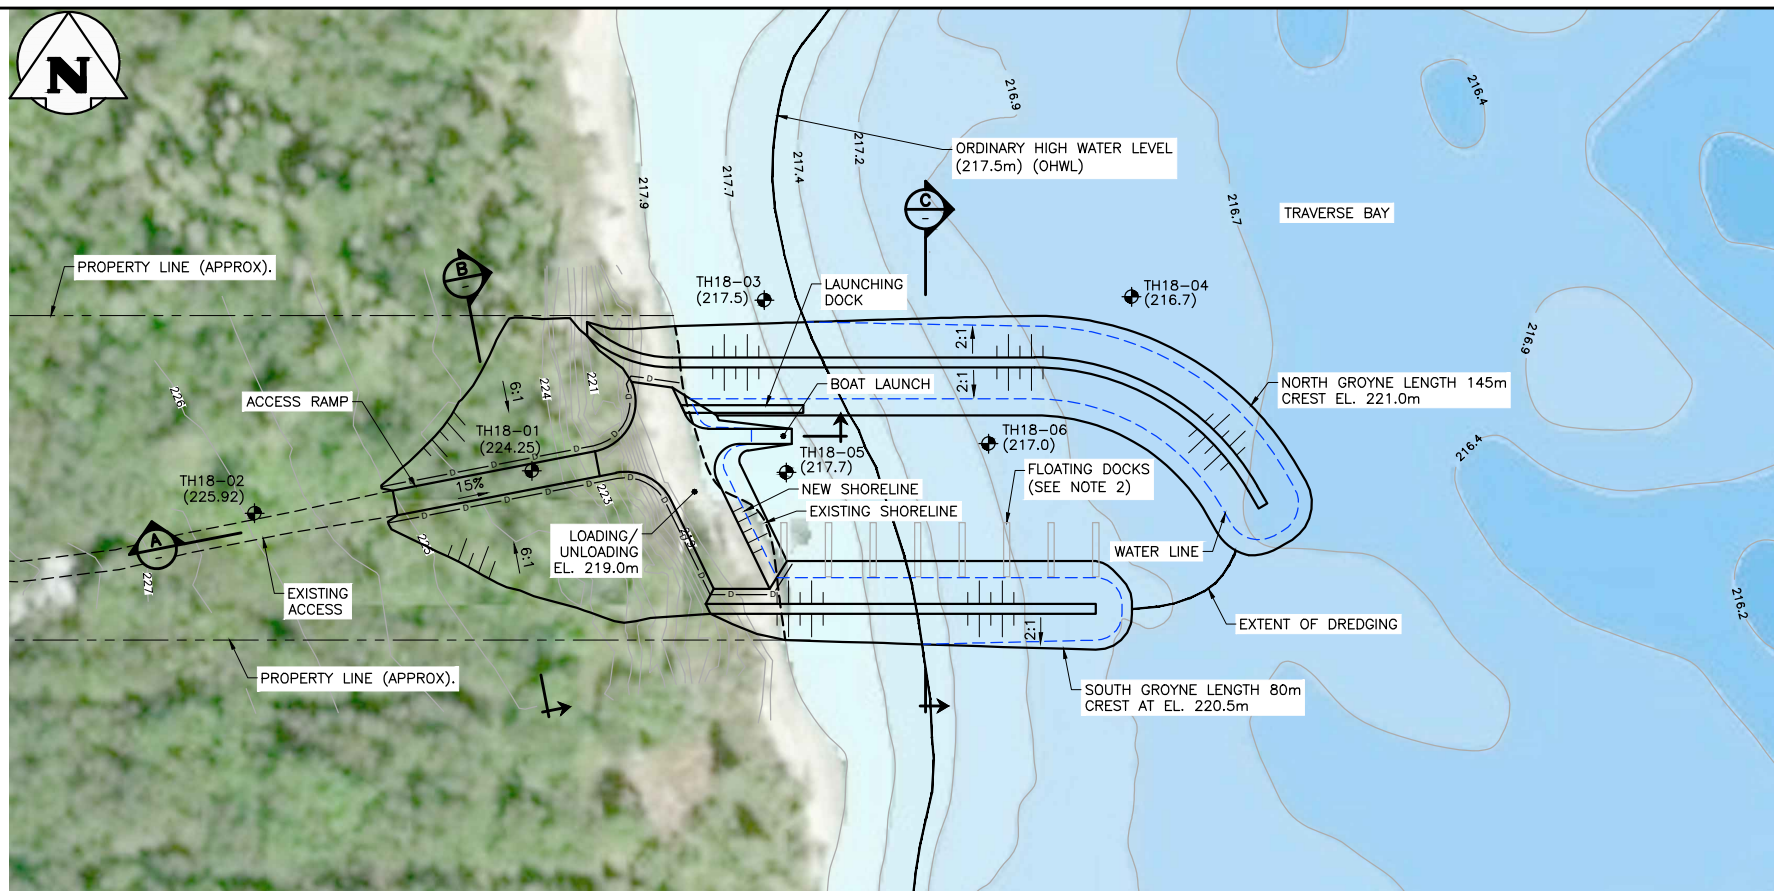 N
216.9
216.4
ORDINARY HIGH WATER LEVEL
(217.5m) (OHWL)
217.2
217.4
217.7
217.9
C
-
216.7
TRAVERSE BAY
PROPERTY LINE (APPROX).
B
-
TH18-03
(217.5)
LAUNCHING
DOCK
TH18-04
(216.7)
2:1
2:1
216.9
BOAT LAUNCH
NORTH GROYNE LENGTH 145m
CREST EL. 221.0m
226
ACCESS RAMP
6:1
224
221
D
D
TH18-01
(224.25)
TH18-06
(217.0)
216.4
TH18-05
(217.7)
FLOATING DOCKS
(SEE NOTE 2)
TH18-02
(225.92)
15%
223
NEW SHORELINE
EXISTING SHORELINE
A
LOADING/
UNLOADING
EL. 219.0m
219
225
6:1
WATER LINE
227
EXISTING
ACCESS
216.2
2:1
EXTENT OF DREDGING
PROPERTY LINE (APPROX).
SOUTH GROYNE LENGTH 80m
CREST AT EL. 220.5m